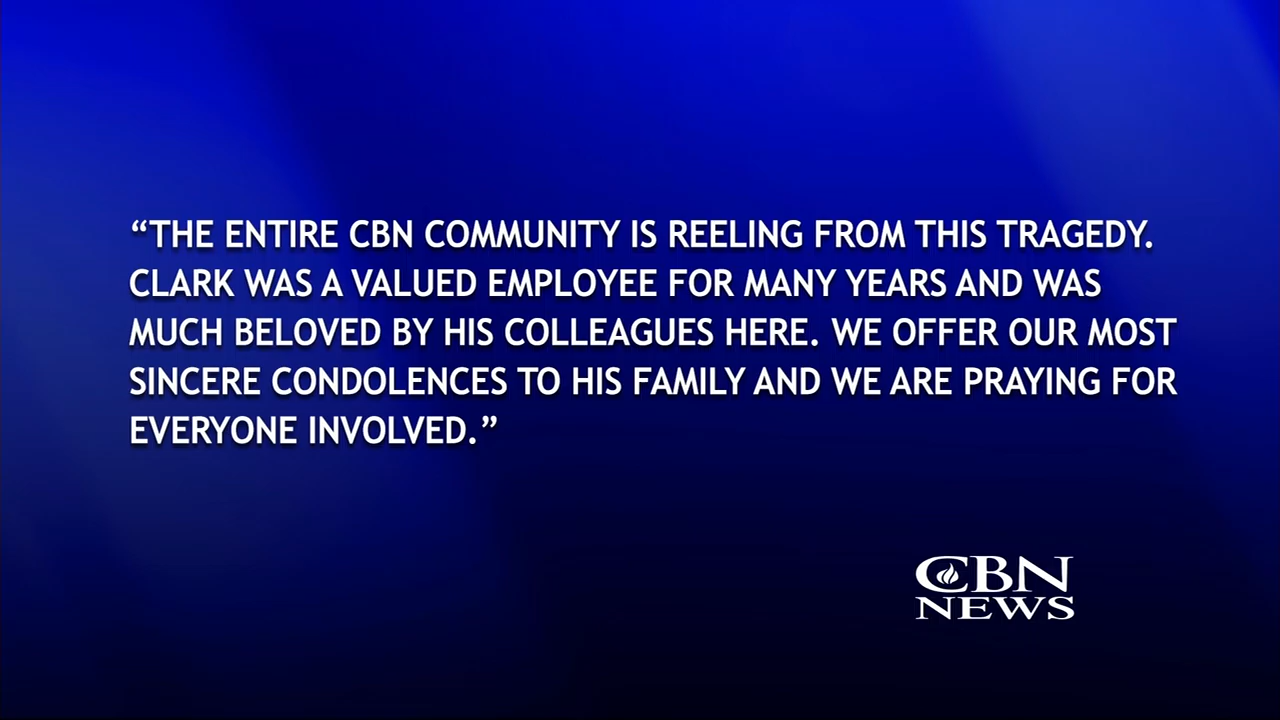 “THE ENTIRE CBN COMMUNITY IS REELING FROM THIS TRAGEDY.
CLARK WAS A VALUED EMPLOYEE FOR MANY YEARS AND WAS
MUCH BELOVED BY HIS COLLEAGUES HERE. WE OFFER OUR MOST
SINCERE CONDOLENCES TO HIS FAMILY AND WE ARE PRAYING FOR
EVERYONE INVOLVED.”
CBN
NEWS